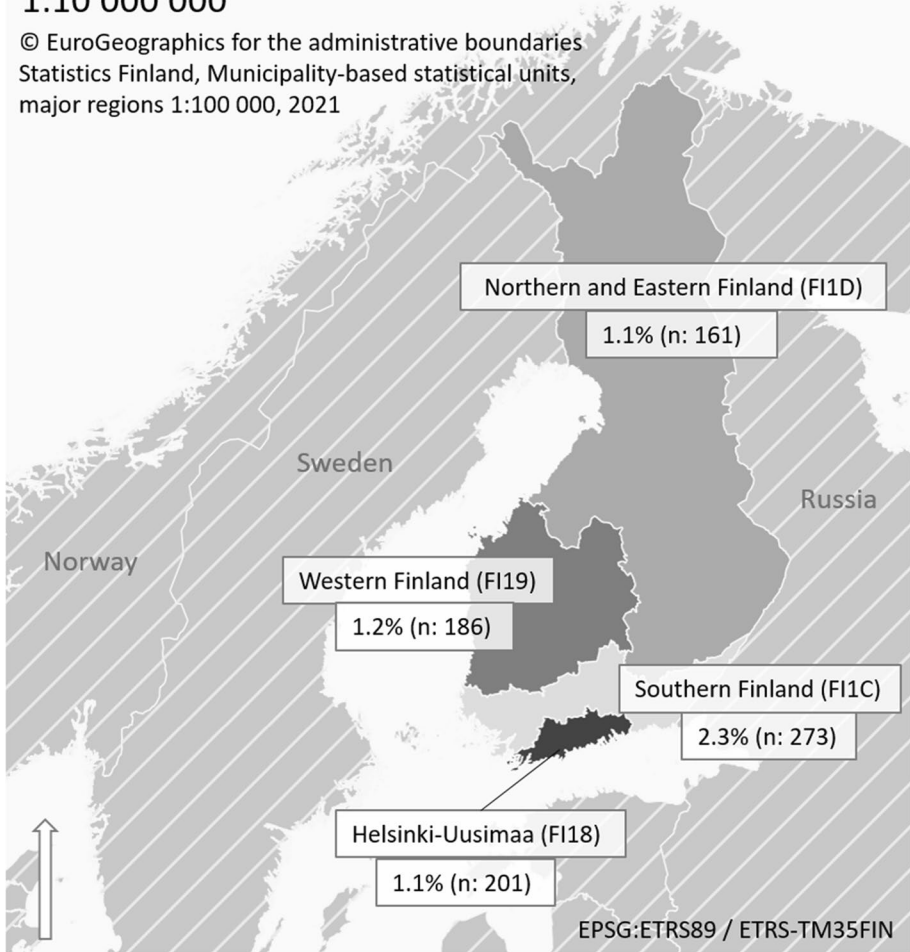 1:10 000 000
© EuroGeographics for the administrative boundaries
Statistics Finland, Municipality-based statistical units,
major regions 1:100 000, 2021
Northern and Eastern Finland (FI1D)
1.1% (n: 161)
Sweden
Russia
Norway
Western Finland (FI19)
1.2% (n: 186)
Southern Finland (FI1C)
2.3% (n: 273)
Helsinki-Uusimaa (FI18)
1.1% (n: 201)
EPSG:ETRS89 / ETRS-TM35FIN